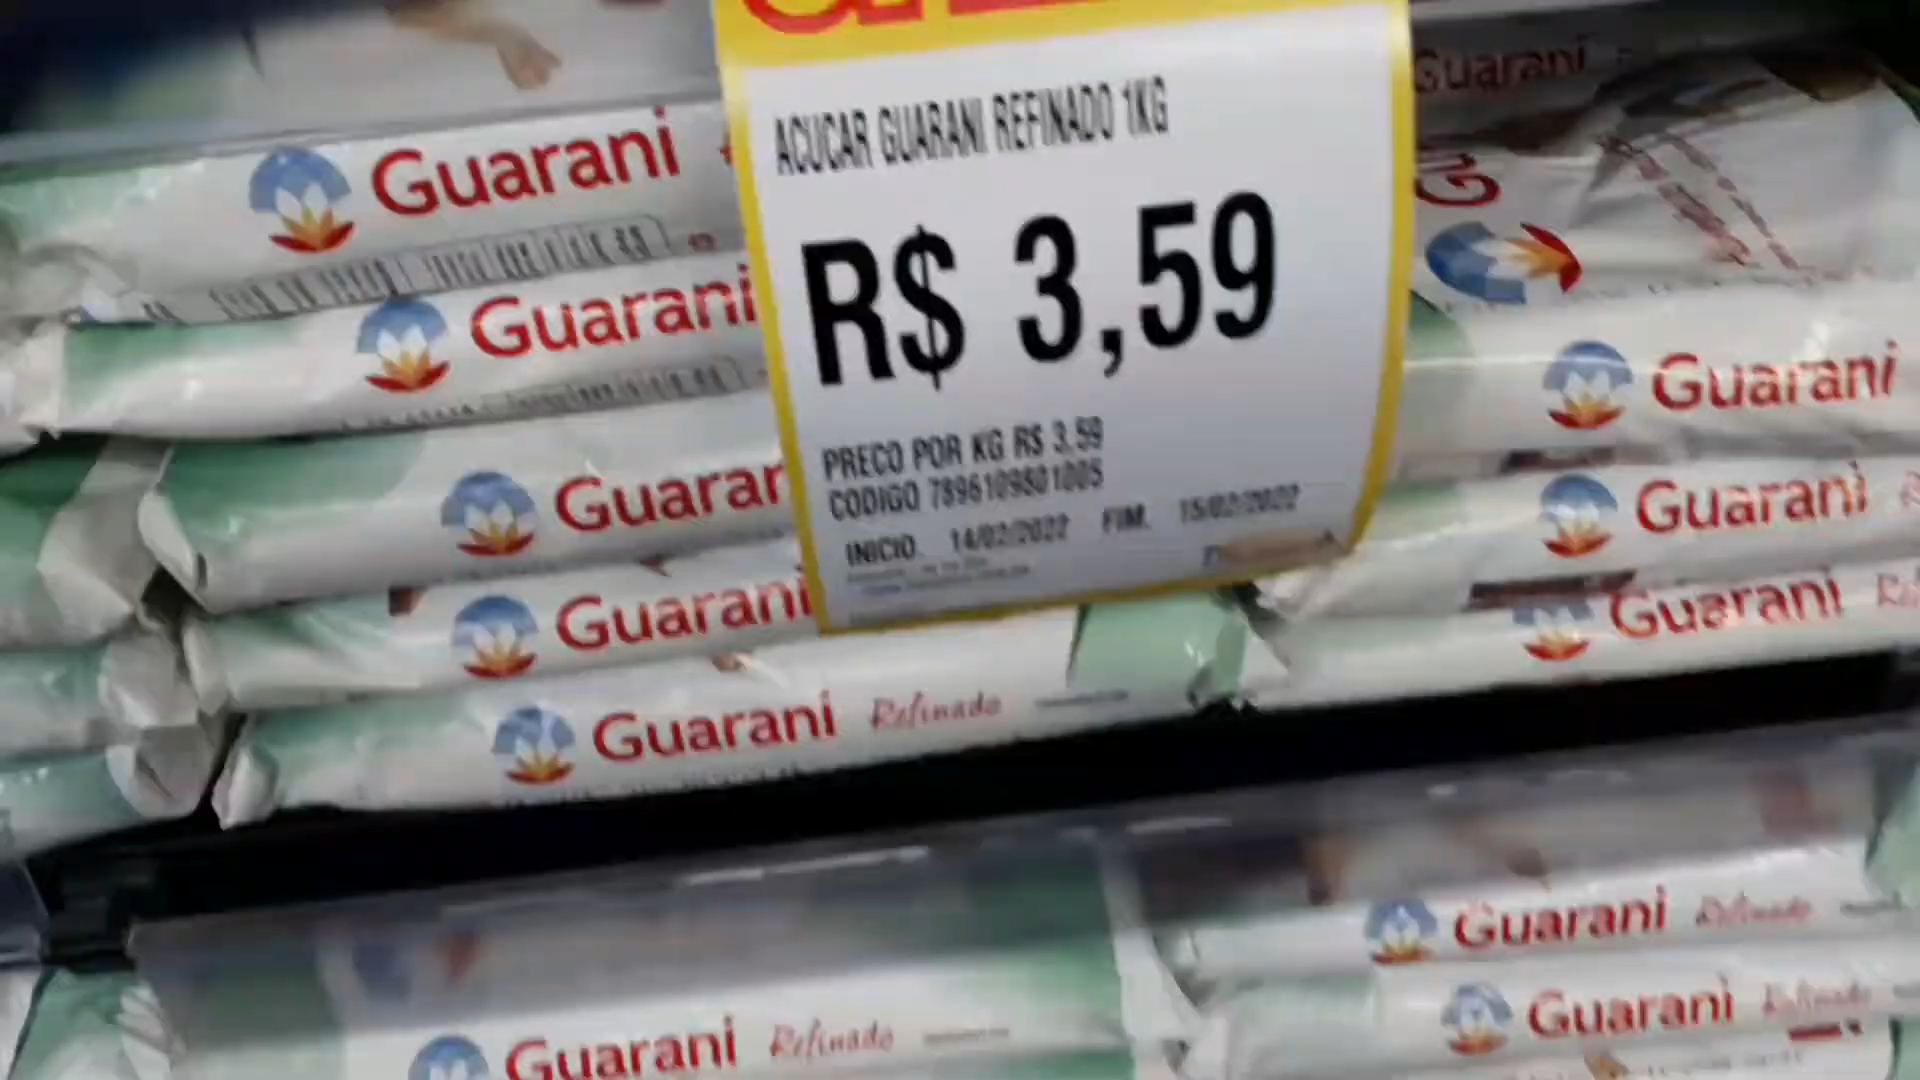 ACUCAR GUARANI REFINADO 1KG
R$ 3,59
PRECO POR KG R$ 3,59
CODIGO 7896109801005
INICIO. 14/02/2022 FIM. 15/02/2022
Guarani
Guarani
Guarani
Guarani
Guarani
Guarani Refinado
Guarani
Guarani
Guarani
Guarani Refinado
Guarani Refinado
Guarani Refinado